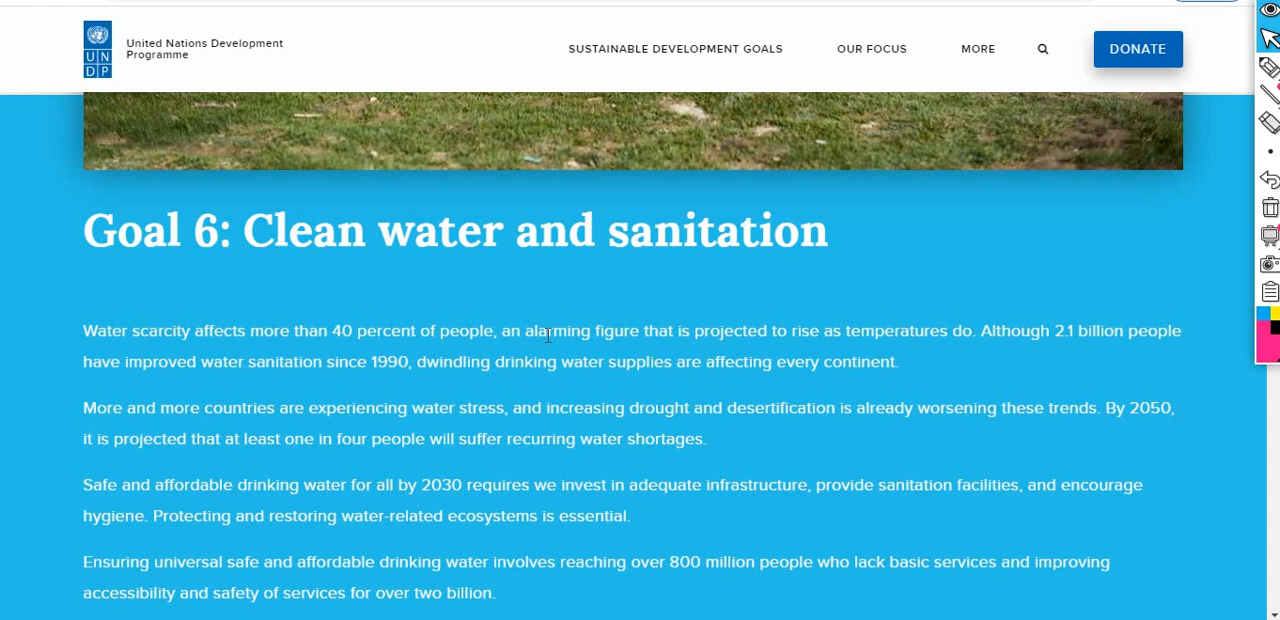 United Nations Development
Programme
SUSTAINABLE DEVELOPMENT GOALS
OUR FOCUS
MORE
DONATE
U N
D P
Goal 6: Clean water and sanitation
Water scarcity affects more than 40 percent of people, an alarming figure that is projected to rise as temperatures do. Although 2.1 billion people
have improved water sanitation since 1990, dwindling drinking water supplies are affecting every continent.
More and more countries are experiencing water stress, and increasing drought and desertification is already worsening these trends. By 2050,
it is projected that at least one in four people will suffer recurring water shortages.
Safe and affordable drinking water for all by 2030 requires we invest in adequate infrastructure, provide sanitation facilities, and encourage
hygiene. Protecting and restoring water-related ecosystems is essential.
Ensuring universal safe and affordable drinking water involves reaching over 800 million people who lack basic services and improving
accessibility and safety of services for over two billion.